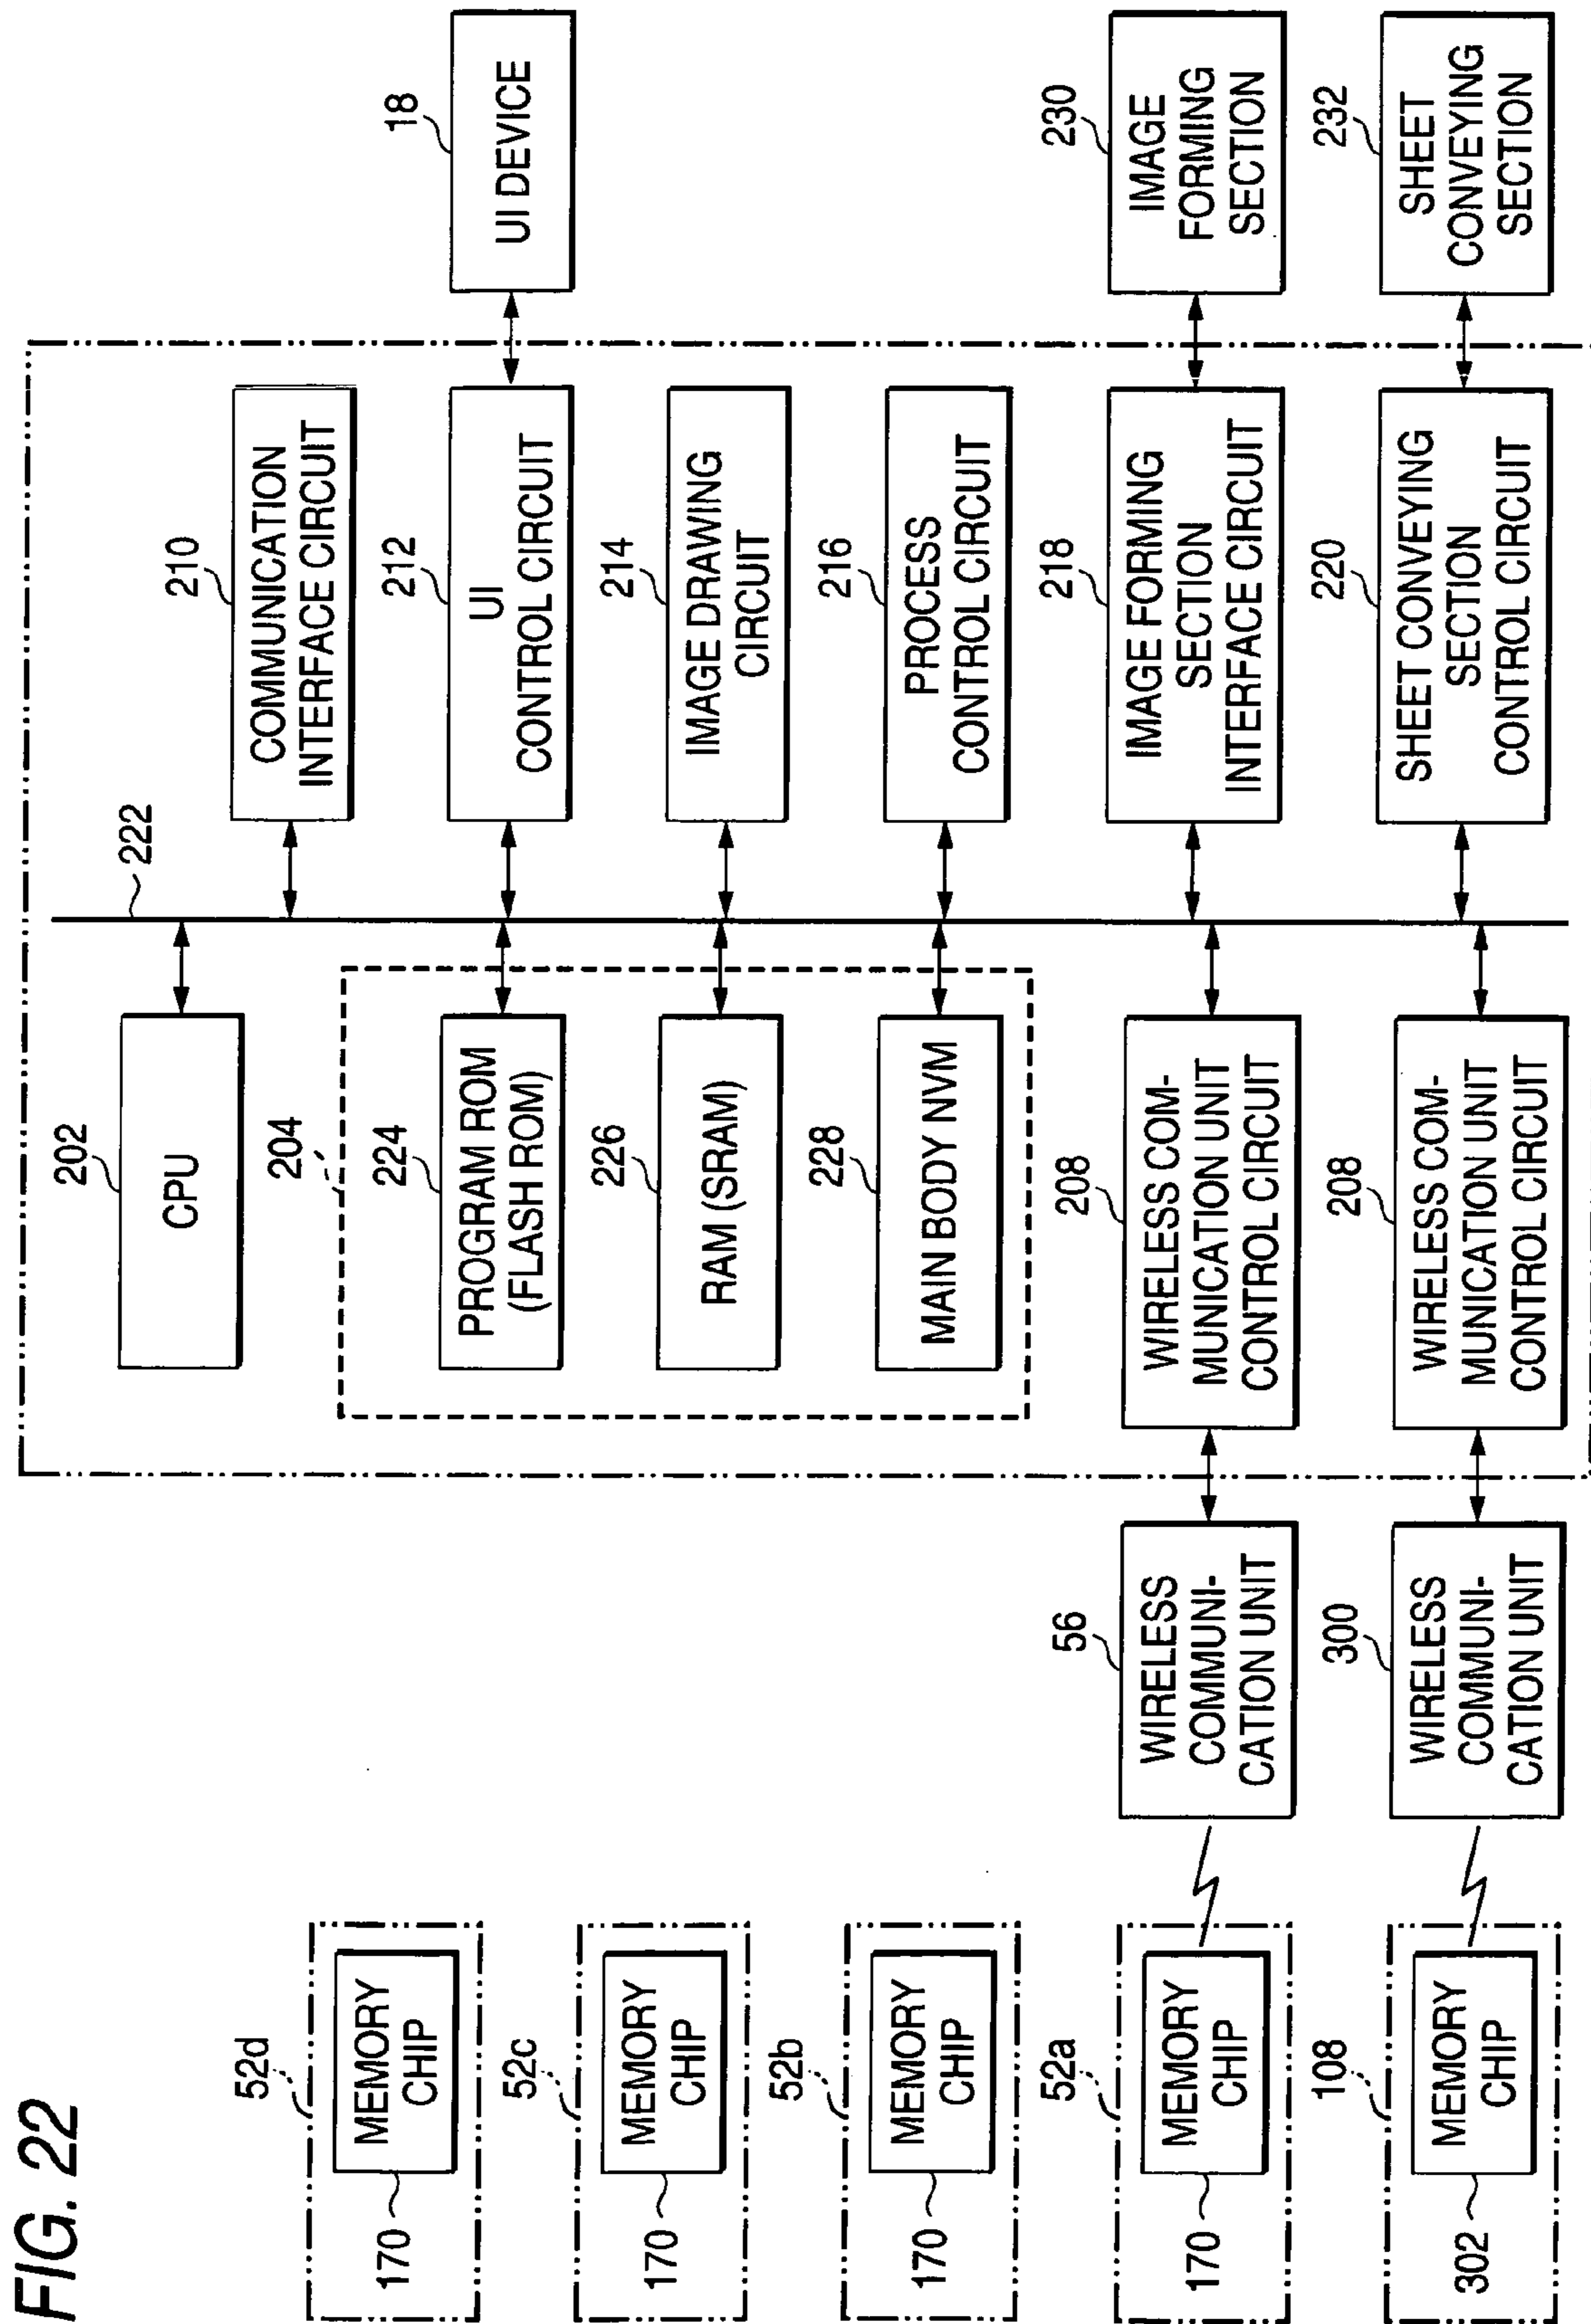 FIG. 22
52d
MEMORY
CHIP
170
52c
MEMORY
CHIP
170
52b
MEMORY
CHIP
170
52a
MEMORY
CHIP
170
108
MEMORY
CHIP
302
56
WIRELESS
COMMUNI-
CATION UNIT
300
WIRELESS
COMMUNI-
CATION UNIT
202
CPU
204
224
PROGRAM ROM
(FLASH ROM)
226
RAM (SRAM)
228
MAIN BODY NVM
208
WIRELESS COM-
MUNICATION UNIT
CONTROL CIRCUIT
208
WIRELESS COM-
MUNICATION UNIT
CONTROL CIRCUIT
222
210
COMMUNICATION
INTERFACE CIRCUIT
212
UI
CONTROL CIRCUIT
214
IMAGE DRAWING
CIRCUIT
216
PROCESS
CONTROL CIRCUIT
218
IMAGE FORMING
SECTION
INTERFACE CIRCUIT
220
SHEET CONVEYING
SECTION
CONTROL CIRCUIT
18
UI DEVICE
230
IMAGE
FORMING
SECTION
232
SHEET
CONVEYING
SECTION